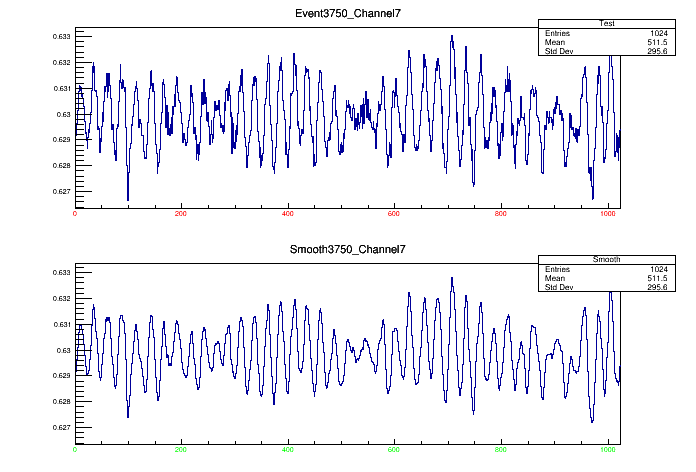 Event3750_Channel7
Test
Entries 1024
Mean 511.5
Std Dev 295.6
0.633
0.632
0.631
0.63
0.629
0.628
0.627
0 200 400 600 800 1000
Smooth3750_Channel7
Smooth
Entries 1024
Mean 511.5
Std Dev 295.6
0.633
0.632
0.631
0.63
0.629
0.628
0.627
0 200 400 600 800 1000